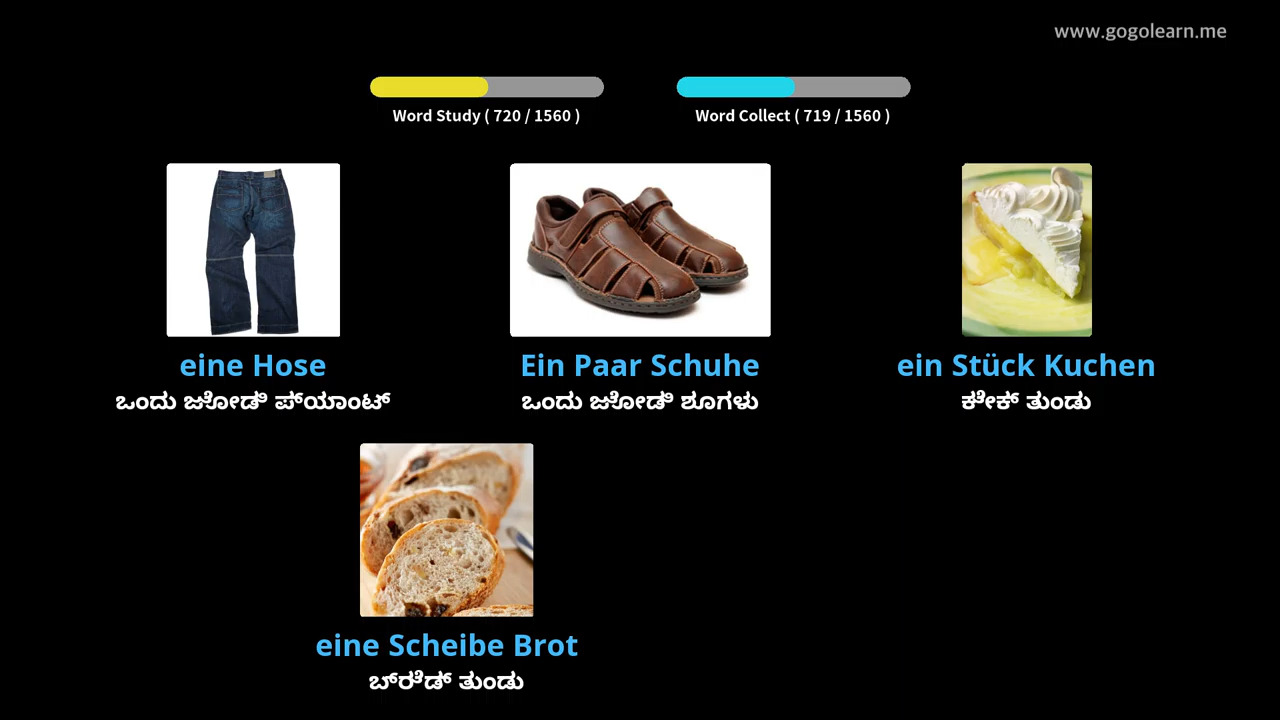 www.gogolearn.me
Word Study ( 720 / 1560 )
Word Collect ( 719 / 1560 )
eine Hose
ಒಂದು ಜೋಡಿ ಪ್ಯಾಂಟ್
Ein Paar Schuhe
ಒಂದು ಜೋಡಿ ಶೂಗಳು
ein Stück Kuchen
ಕೇಕ್ ತುಂಡು
eine Scheibe Brot
ಬ್ರೆಡ್ ತುಂಡು